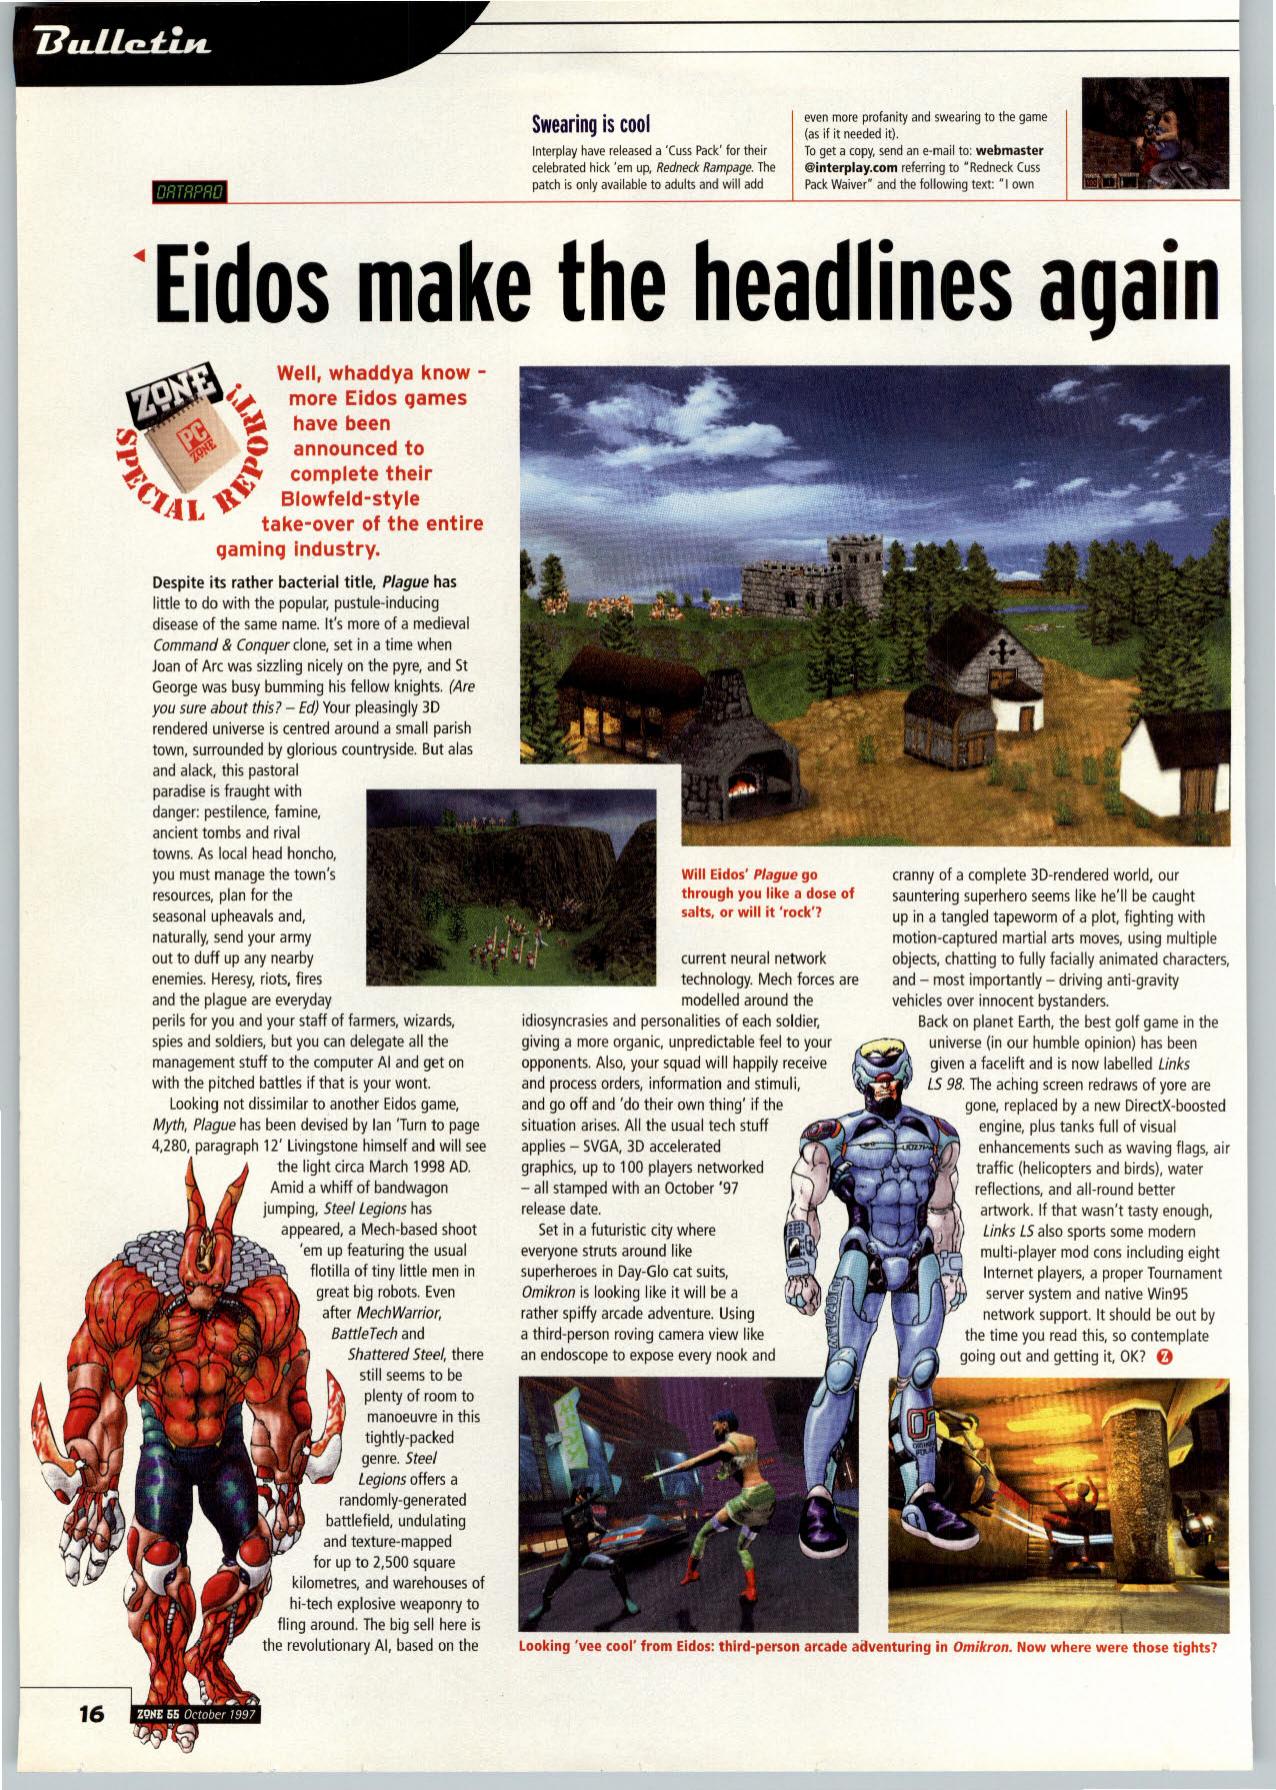 Bulletin
DATAPAD
Swearing is cool
Interplay have released a 'Cuss Pack' for their
celebrated hick 'em up, Redneck Rampage. The
patch is only available to adults and will add
even more profanity and swearing to the game
(as if it needed it).
To get a copy, send an e-mail to: webmaster
@interplay.com referring to "Redneck Cuss
Pack Waiver" and the following text: "I own
Eidos make the headlines again
ZONE
PC
ZONE
SPECIAL REPORT!
Well, whaddya know -
more Eidos games
have been
announced to
complete their
Blowfeld-style
take-over of the entire
gaming industry.
Despite its rather bacterial title, Plague has
little to do with the popular, pustule-inducing
disease of the same name. It's more of a medieval
Command & Conquer clone, set in a time when
Joan of Arc was sizzling nicely on the pyre, and St
George was busy bumming his fellow knights. (Are
you sure about this? – Ed) Your pleasingly 3D
rendered universe is centred around a small parish
town, surrounded by glorious countryside. But alas
and alack, this pastoral
paradise is fraught with
danger: pestilence, famine,
ancient tombs and rival
towns. As local head honcho,
you must manage the town's
resources, plan for the
seasonal upheavals and,
naturally, send your army
out to duff up any nearby
enemies. Heresy, riots, fires
and the plague are everyday
perils for you and your staff of farmers, wizards,
spies and soldiers, but you can delegate all the
management stuff to the computer AI and get on
with the pitched battles if that is your wont.
Looking not dissimilar to another Eidos game,
Myth, Plague has been devised by Ian 'Turn to page
4,280, paragraph 12' Livingstone himself and will see
the light circa March 1998 AD.
Amid a whiff of bandwagon
jumping, Steel Legions has
appeared, a Mech-based shoot
'em up featuring the usual
flotilla of tiny little men in
great big robots. Even
after MechWarrior,
BattleTech and
Shattered Steel, there
still seems to be
plenty of room to
manoeuvre in this
tightly-packed
genre. Steel
Legions offers a
randomly-generated
battlefield, undulating
and texture-mapped
for up to 2,500 square
kilometres, and warehouses of
hi-tech explosive weaponry to
fling around. The big sell here is
the revolutionary AI, based on the
Will Eidos' Plague go
through you like a dose of
salts, or will it 'rock'?
current neural network
technology. Mech forces are
modelled around the
idiosyncrasies and personalities of each soldier,
giving a more organic, unpredictable feel to your
opponents. Also, your squad will happily receive
and process orders, information and stimuli,
and go off and 'do their own thing' if the
situation arises. All the usual tech stuff
applies – SVGA, 3D accelerated
graphics, up to 100 players networked
– all stamped with an October '97
release date.
Set in a futuristic city where
everyone struts around like
superheroes in Day-Glo cat suits,
Omikron is looking like it will be a
rather spiffy arcade adventure. Using
a third-person roving camera view like
an endoscope to expose every nook and
cranny of a complete 3D-rendered world, our
sauntering superhero seems like he'll be caught
up in a tangled tapeworm of a plot, fighting with
motion-captured martial arts moves, using multiple
objects, chatting to fully facially animated characters,
and – most importantly – driving anti-gravity
vehicles over innocent bystanders.
Back on planet Earth, the best golf game in the
universe (in our humble opinion) has been
given a facelift and is now labelled Links
LS 98. The aching screen redraws of yore are
gone, replaced by a new DirectX-boosted
engine, plus tanks full of visual
enhancements such as waving flags, air
traffic (helicopters and birds), water
reflections, and all-round better
artwork. If that wasn't tasty enough,
Links LS also sports some modern
multi-player mod cons including eight
Internet players, a proper Tournament
server system and native Win95
network support. It should be out by
the time you read this, so contemplate
going out and getting it, OK? Z
Looking 'vee cool' from Eidos: third-person arcade adventuring in Omikron. Now where were those tights?
16
ZONE 55 October 1997